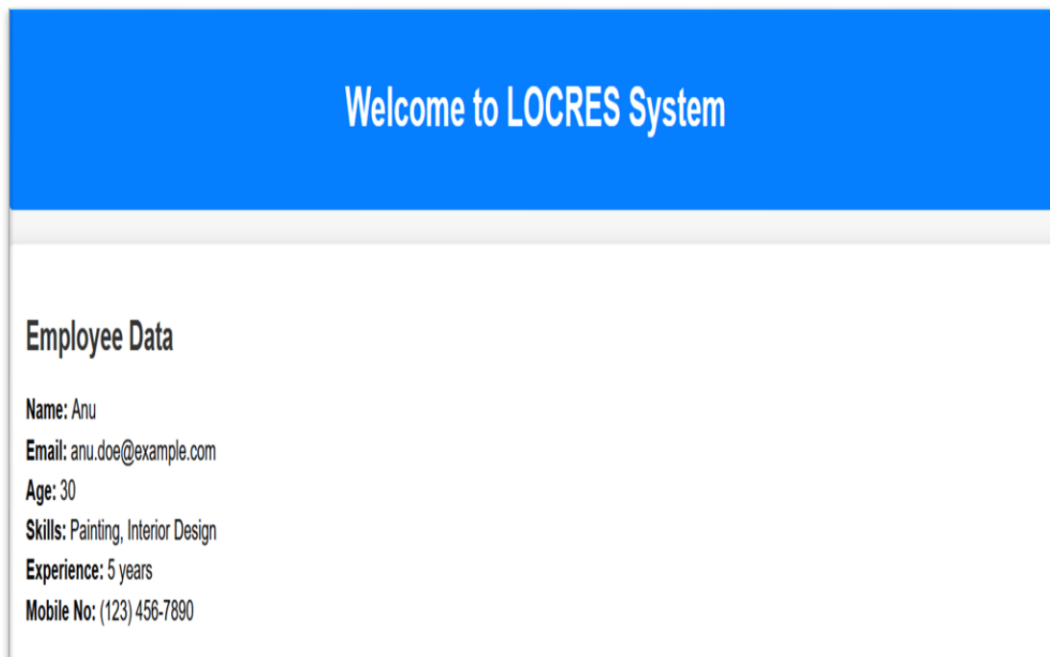 Welcome to LOCRES System
Employee Data
Name: Anu
Email: anu.doe@example.com
Age: 30
Skills: Painting, Interior Design
Experience: 5 years
Mobile No: (123) 456-7890